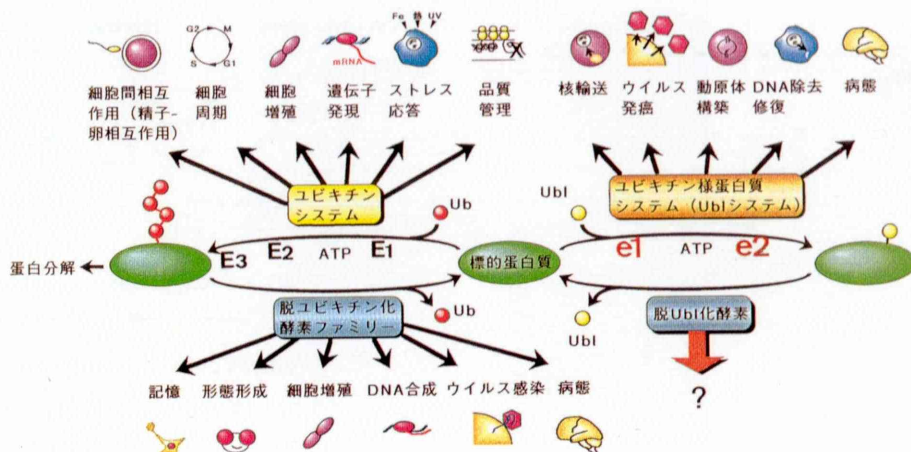 Fe 熱 UV
G2 M
S G1
mRNA
細胞間相互
作用（精子-
卵相互作用）
細胞
周期
細胞
増殖
遺伝子
発現
ストレス
応答
品質
管理
核輸送
ウイルス
発癌
動原体
構築
DNA除去
修復
病態
ユビキチン
システム
ユビキチン様蛋白質
システム（Ublシステム）
Ub
Ubl
E3
E2
ATP
E1
標的蛋白質
e1
ATP
e2
蛋白分解
Ub
Ubl
脱ユビキチン化
酵素ファミリー
脱Ubl化酵素
記憶
形態形成
細胞増殖
DNA合成
ウイルス感染
病態
?